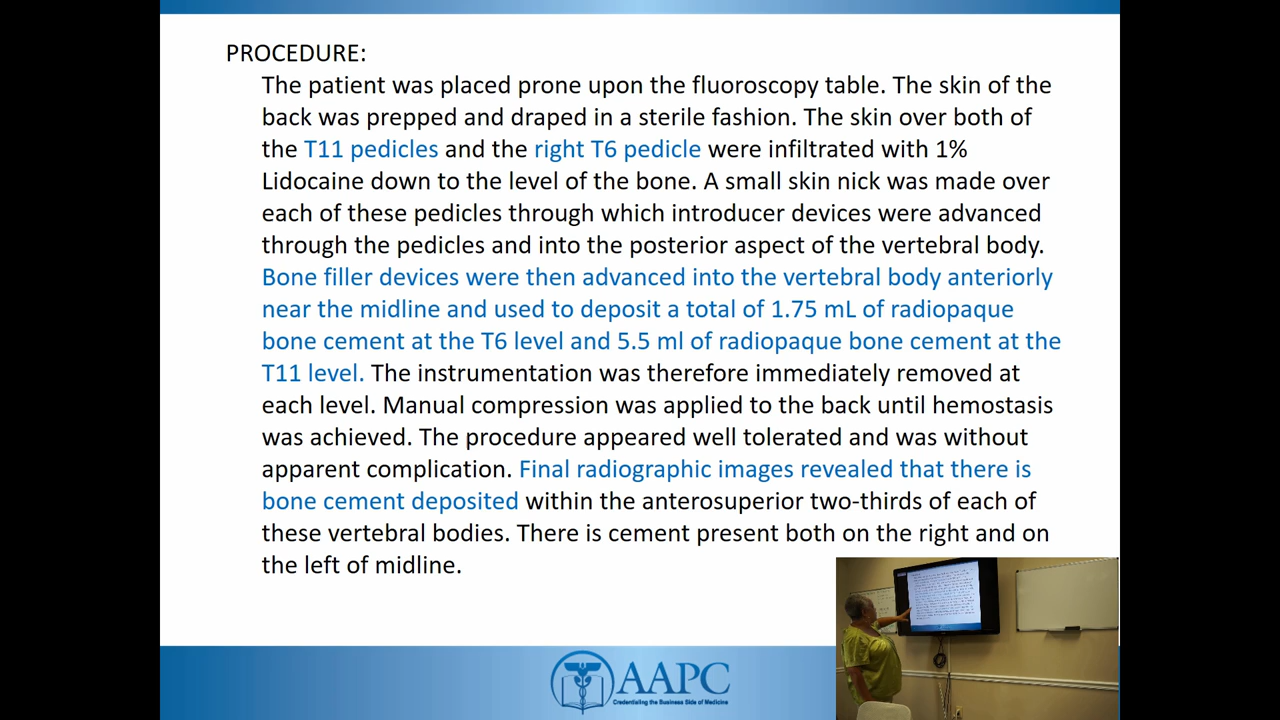 PROCEDURE:
The patient was placed prone upon the fluoroscopy table. The skin of the
back was prepped and draped in a sterile fashion. The skin over both of
the T11 pedicles and the right T6 pedicle were infiltrated with 1%
Lidocaine down to the level of the bone. A small skin nick was made over
each of these pedicles through which introducer devices were advanced
through the pedicles and into the posterior aspect of the vertebral body.
Bone filler devices were then advanced into the vertebral body anteriorly
near the midline and used to deposit a total of 1.75 mL of radiopaque
bone cement at the T6 level and 5.5 ml of radiopaque bone cement at the
T11 level. The instrumentation was therefore immediately removed at
each level. Manual compression was applied to the back until hemostasis
was achieved. The procedure appeared well tolerated and was without
apparent complication. Final radiographic images revealed that there is
bone cement deposited within the anterosuperior two-thirds of each of
these vertebral bodies. There is cement present both on the right and on
the left of midline.
AAPC
Credentialing the Business Side of Medicine